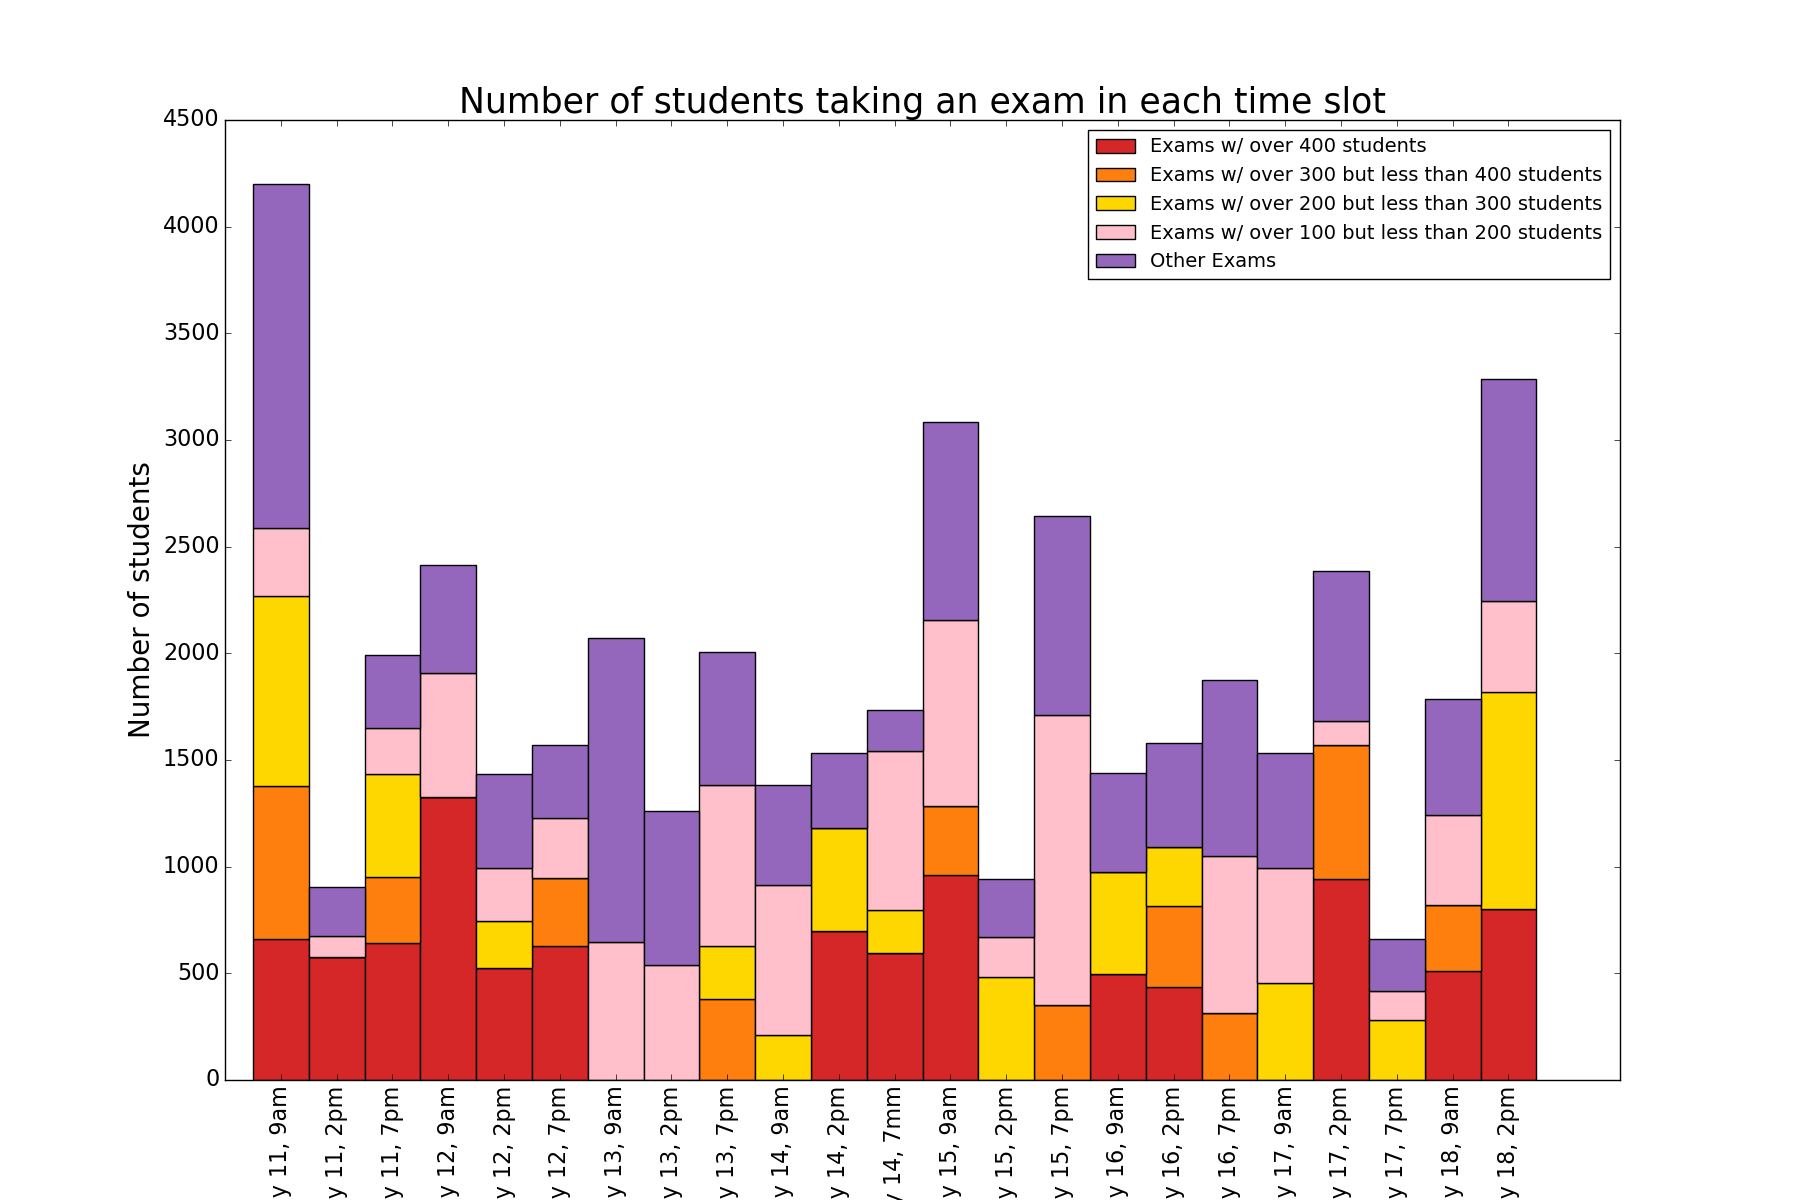 Number of students taking an exam in each time slot
Exams w/ over 400 students
Exams w/ over 300 but less than 400 students
Exams w/ over 200 but less than 300 students
Exams w/ over 100 but less than 200 students
Other Exams
Number of students
4500
4000
3500
3000
2500
2000
1500
1000
500
0
y 11, 9am
y 11, 2pm
y 11, 7pm
y 12, 9am
y 12, 2pm
y 12, 7pm
y 13, 9am
y 13, 2pm
y 13, 7pm
y 14, 9am
y 14, 2pm
y 14, 7mm
y 15, 9am
y 15, 2pm
y 15, 7pm
y 16, 9am
y 16, 2pm
y 16, 7pm
y 17, 9am
y 17, 2pm
y 17, 7pm
y 18, 9am
y 18, 2pm